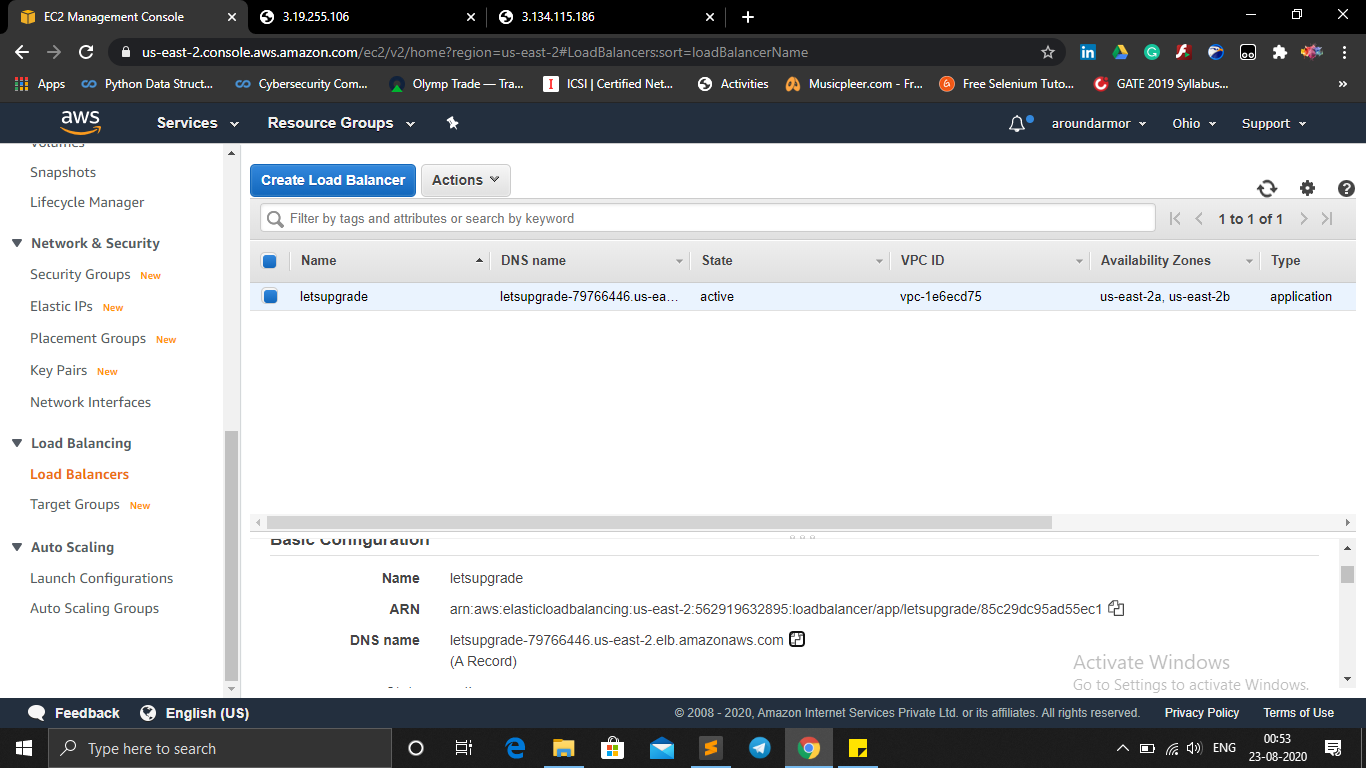 EC2 Management Console
3.19.255.106
3.134.115.186
us-east-2.console.aws.amazon.com/ec2/v2/home?region=us-east-2#LoadBalancers:sort=loadBalancerName
Apps
Python Data Struct...
Cybersecurity Com...
Olymp Trade — Tra...
ICSI | Certified Net...
Activities
Musicpleer.com - Fr...
Free Selenium Tuto...
GATE 2019 Syllabus...
aws
Services
Resource Groups
aroundarmor
Ohio
Support
Volumes
Snapshots
Lifecycle Manager
Network & Security
Security Groups New
Elastic IPs New
Placement Groups New
Key Pairs New
Network Interfaces
Load Balancing
Load Balancers
Target Groups New
Auto Scaling
Launch Configurations
Auto Scaling Groups
Create Load Balancer
Actions
Filter by tags and attributes or search by keyword
1 to 1 of 1
Name DNS name State VPC ID Availability Zones Type
letsupgrade letsupgrade-79766446.us-ea... active vpc-1e6ecd75 us-east-2a, us-east-2b application
Basic Configuration
Name letsupgrade
ARN arn:aws:elasticloadbalancing:us-east-2:562919632895:loadbalancer/app/letsupgrade/85c29dc95ad55ec1
DNS name letsupgrade-79766446.us-east-2.elb.amazonaws.com
(A Record)
Activate Windows
Go to Settings to activate Windows.
Feedback
English (US)
© 2008 - 2020, Amazon Internet Services Private Ltd. or its affiliates. All rights reserved.
Privacy Policy
Terms of Use
Type here to search
ENG
00:53
23-08-2020